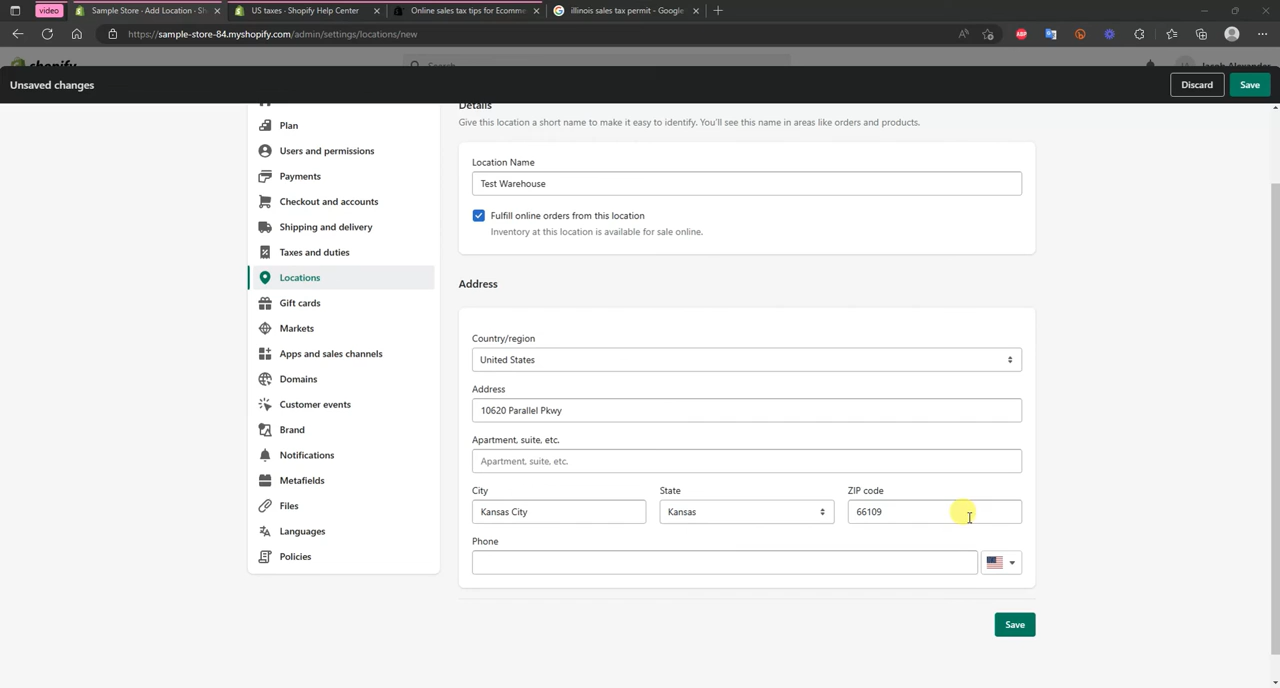 video
Sample Store - Add Location - Sh
US taxes - Shopify Help Center
Online sales tax tips for Ecomme
illinois sales tax permit - Google
https://sample-store-84.myshopify.com/admin/settings/locations/new
ABP
shopify
Search
Jacob Alexander
Unsaved changes
Discard
Save
Plan
Users and permissions
Payments
Checkout and accounts
Shipping and delivery
Taxes and duties
Locations
Gift cards
Markets
Apps and sales channels
Domains
Customer events
Brand
Notifications
Metafields
Files
Languages
Policies
Details
Give this location a short name to make it easy to identify. You'll see this name in areas like orders and products.
Location Name
Test Warehouse
Fulfill online orders from this location
Inventory at this location is available for sale online.
Address
Country/region
United States
Address
10620 Parallel Pkwy
Apartment, suite, etc.
Apartment, suite, etc.
City
State
ZIP code
Kansas City
Kansas
66109
Phone
Save